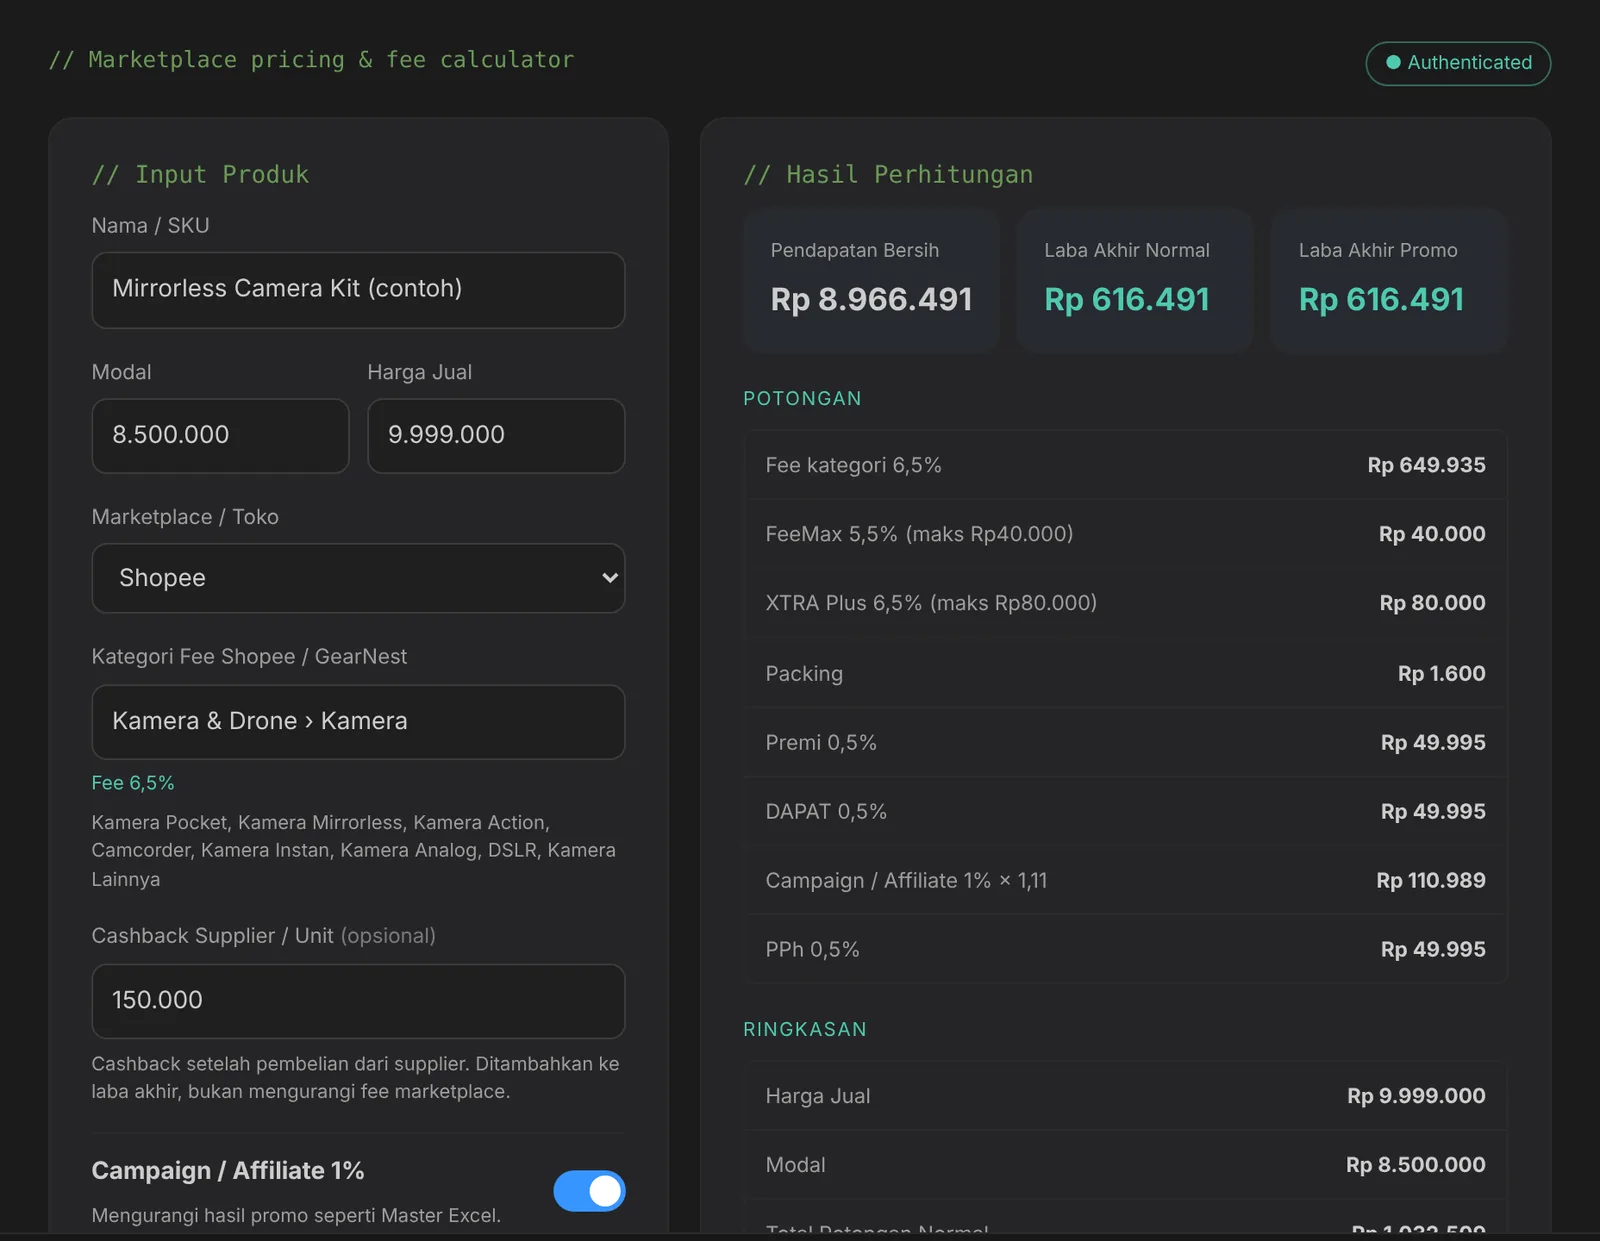 // Marketplace pricing & fee calculator
Authenticated
// Input Produk
Nama / SKU
Mirrorless Camera Kit (contoh)
Modal
Harga Jual
8.500.000
9.999.000
Marketplace / Toko
Shopee
Kategori Fee Shopee / GearNest
Kamera & Drone › Kamera
Fee 6,5%
Kamera Pocket, Kamera Mirrorless, Kamera Action,
Camcorder, Kamera Instan, Kamera Analog, DSLR, Kamera
Lainnya
Cashback Supplier / Unit (opsional)
150.000
Cashback setelah pembelian dari supplier. Ditambahkan ke
laba akhir, bukan mengurangi fee marketplace.
Campaign / Affiliate 1%
Mengurangi hasil promo seperti Master Excel.
// Hasil Perhitungan
Pendapatan Bersih
Rp 8.966.491
Laba Akhir Normal
Rp 616.491
Laba Akhir Promo
Rp 616.491
POTONGAN
Fee kategori 6,5% Rp 649.935
FeeMax 5,5% (maks Rp40.000) Rp 40.000
XTRA Plus 6,5% (maks Rp80.000) Rp 80.000
Packing Rp 1.600
Premi 0,5% Rp 49.995
DAPAT 0,5% Rp 49.995
Campaign / Affiliate 1% × 1,11 Rp 110.989
PPh 0,5% Rp 49.995
RINGKASAN
Harga Jual Rp 9.999.000
Modal Rp 8.500.000
Total Potongan Normal Rp 1.032.509